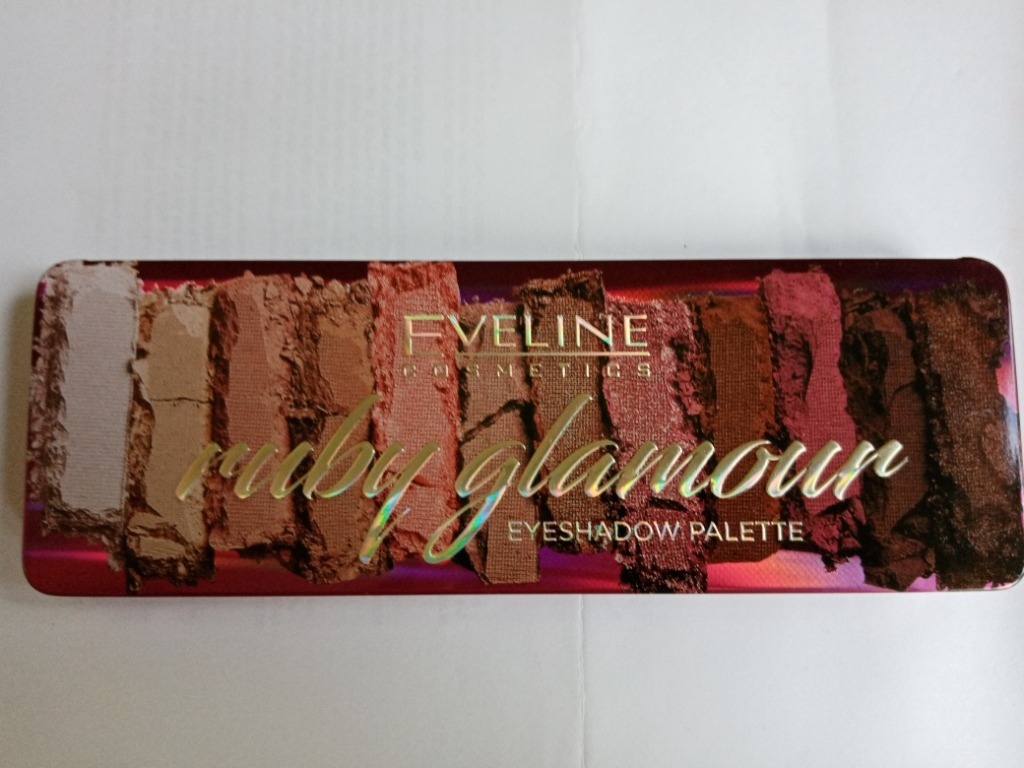 EVELINE
COSMETICS
ruby glamour
EYESHADOW PALETTE